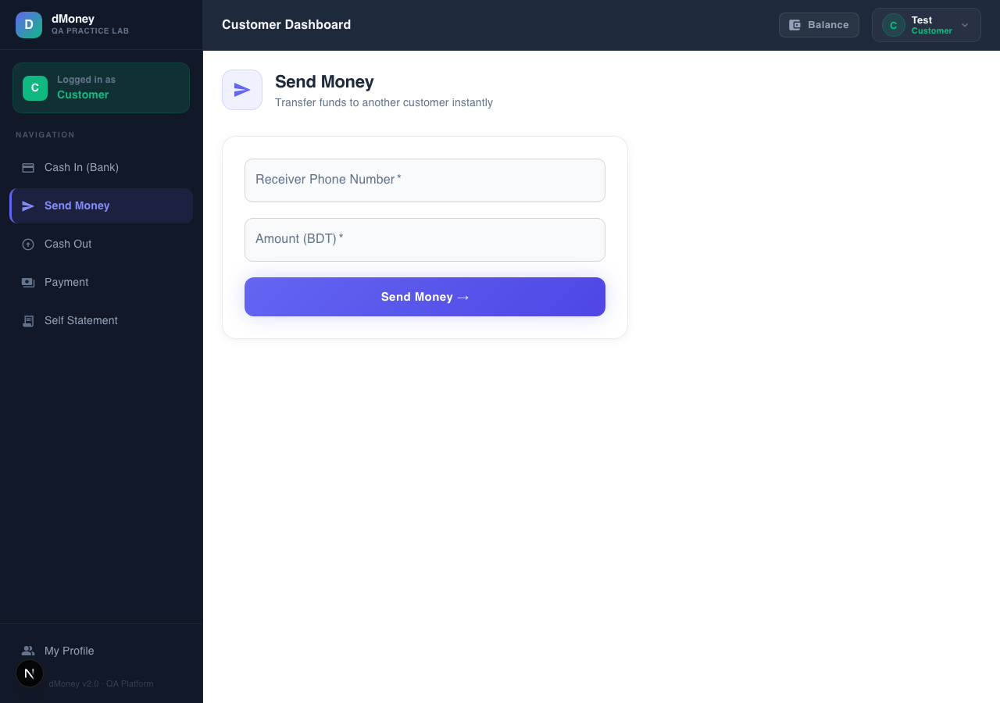 D
dMoney
QA PRACTICE LAB
Customer Dashboard
Balance
C
Test
Customer
C
Logged in as
Customer
NAVIGATION
Cash In (Bank)
Send Money
Cash Out
Payment
Self Statement
My Profile
N
dMoney v2.0 · QA Platform
Send Money
Transfer funds to another customer instantly
Receiver Phone Number *
Amount (BDT) *
Send Money →